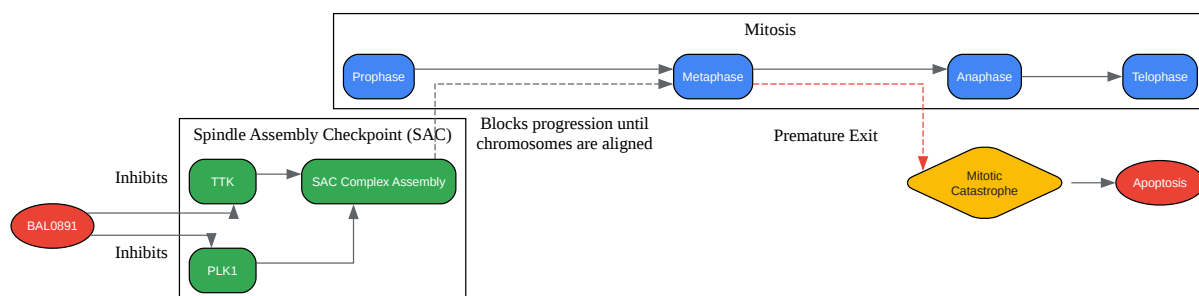 Mitosis
Prophase
Metaphase
Anaphase
Telophase
Spindle Assembly Checkpoint (SAC)
Blocks progression until
chromosomes are aligned
Premature Exit
Inhibits
TTK
SAC Complex Assembly
Mitotic
Catastrophe
Apoptosis
BAL0891
Inhibits
PLK1